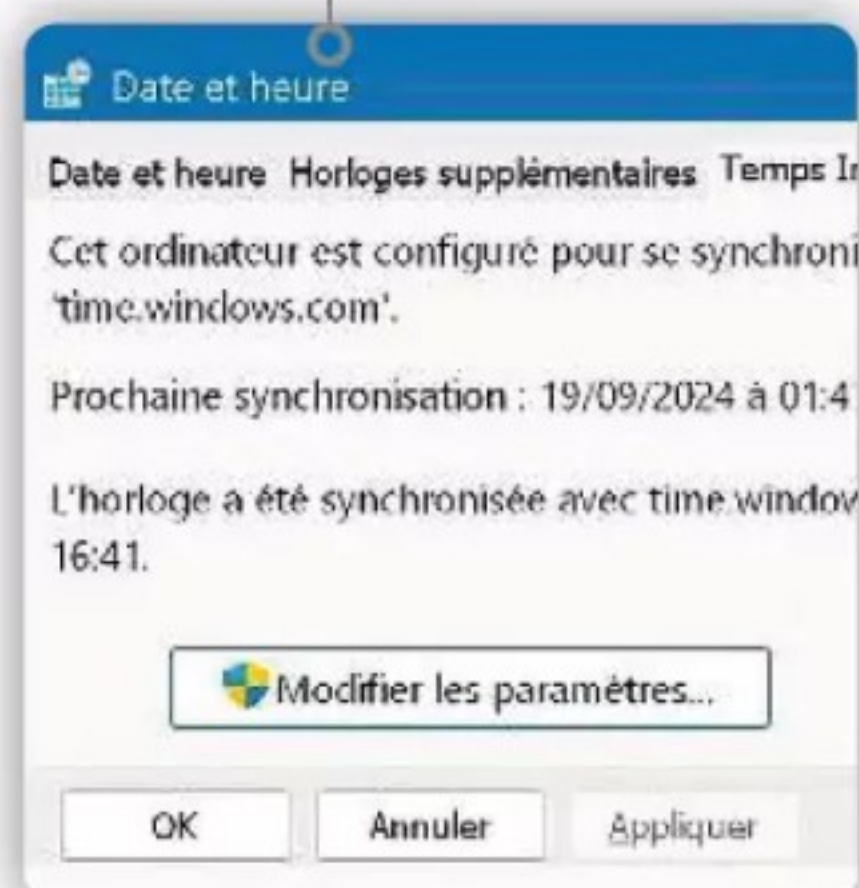 Date et heure
Date et heure Horloges supplémentaires Temps Ir
Cet ordinateur est configuré pour se synchroni
'time.windows.com'.
Prochaine synchronisation : 19/09/2024 à 01:4
L'horloge a été synchronisée avec time.window
16:41.
Modifier les paramètres...
OK Annuler Appliquer